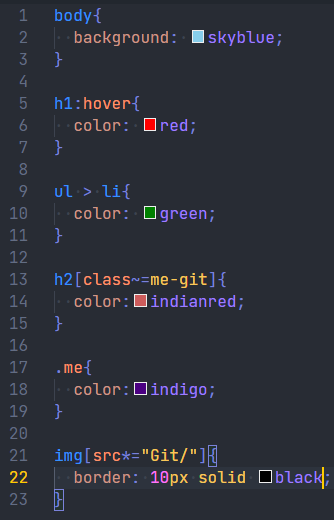 1 body{
2   background: skyblue;
3 }
4
5 h1:hover{
6   color: red;
7 }
8
9 ul > li{
10   color: green;
11 }
12
13 h2[class~=me-git]{
14   color:indianred;
15 }
16
17 .me{
18   color:indigo;
19 }
20
21 img[src*="Git/"]{
22   border: 10px solid black;
23 }